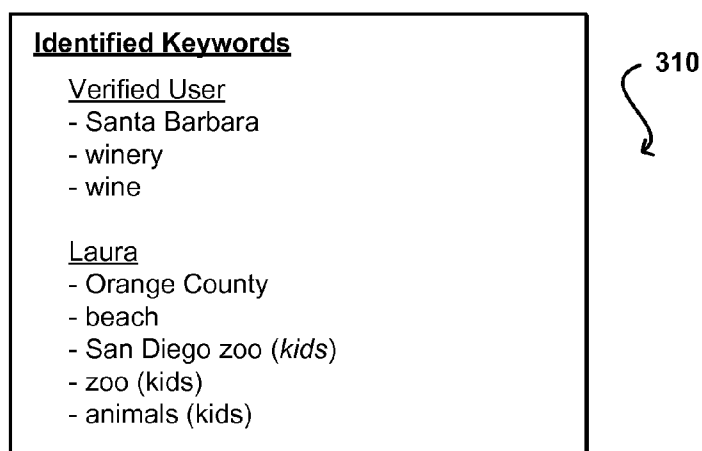 Identified Keywords
310
Verified User
- Santa Barbara
- winery
- wine
Laura
- Orange County
- beach
- San Diego zoo (kids)
- zoo (kids)
- animals (kids)